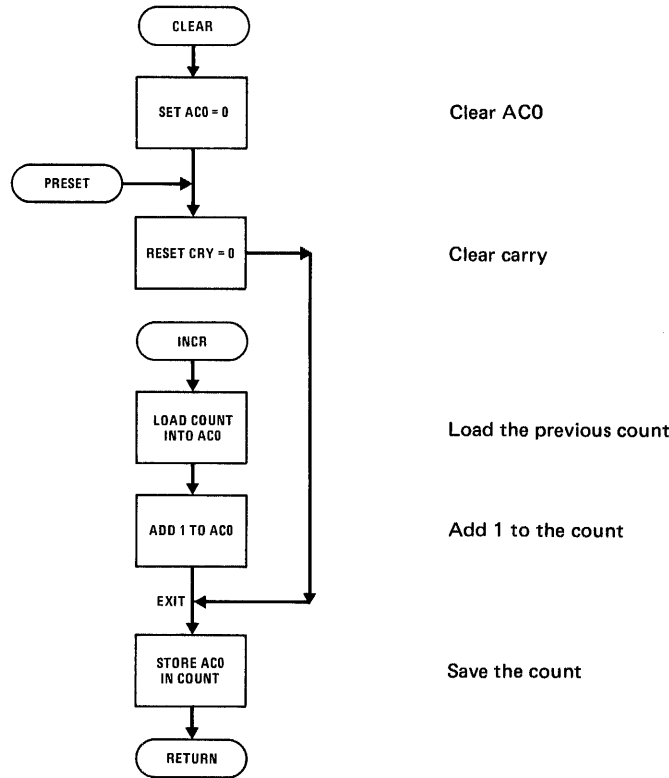 CLEAR
SET AC0 = 0
Clear AC0
PRESET
RESET CRY = 0
Clear carry
INCR
LOAD COUNT
INTO AC0
Load the previous count
ADD 1 TO AC0
Add 1 to the count
EXIT
STORE AC0
IN COUNT
Save the count
RETURN